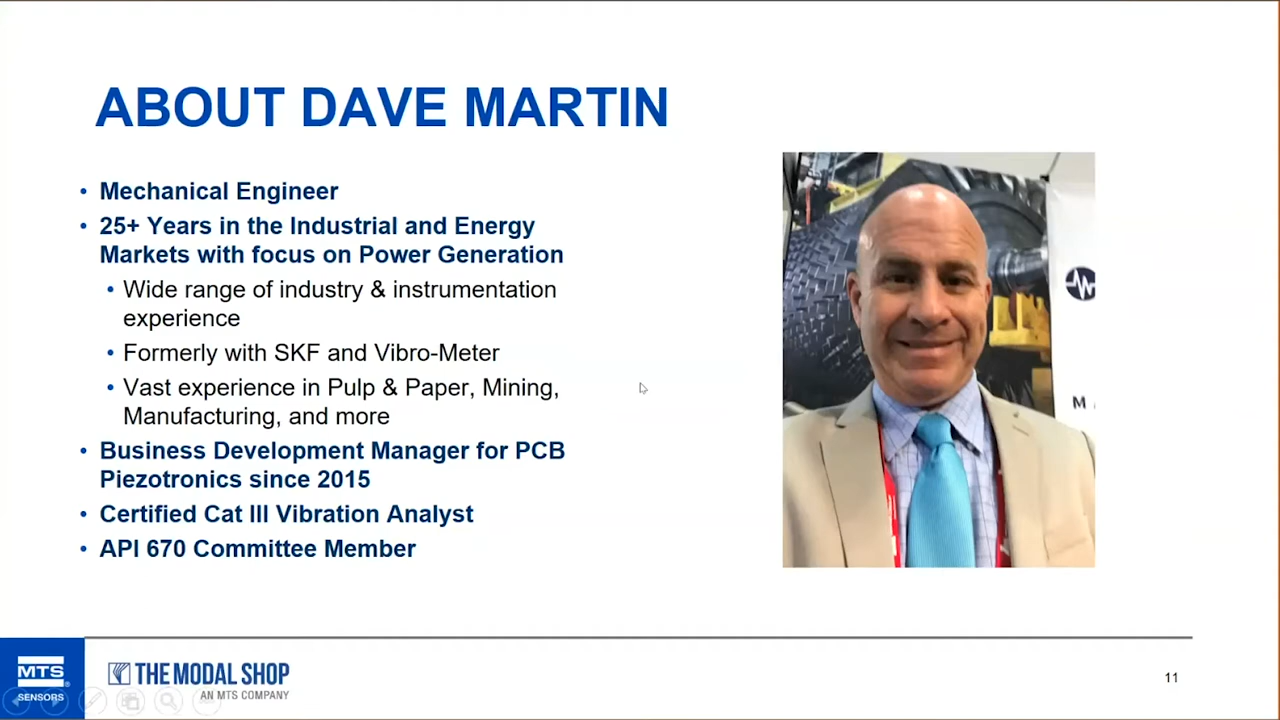 ABOUT DAVE MARTIN
• Mechanical Engineer
• 25+ Years in the Industrial and Energy
Markets with focus on Power Generation
• Wide range of industry & instrumentation
experience
• Formerly with SKF and Vibro-Meter
• Vast experience in Pulp & Paper, Mining,
Manufacturing, and more
• Business Development Manager for PCB
Piezotronics since 2015
• Certified Cat III Vibration Analyst
• API 670 Committee Member
M
MTS®
SENSORS
THE MODAL SHOP
AN MTS COMPANY
11